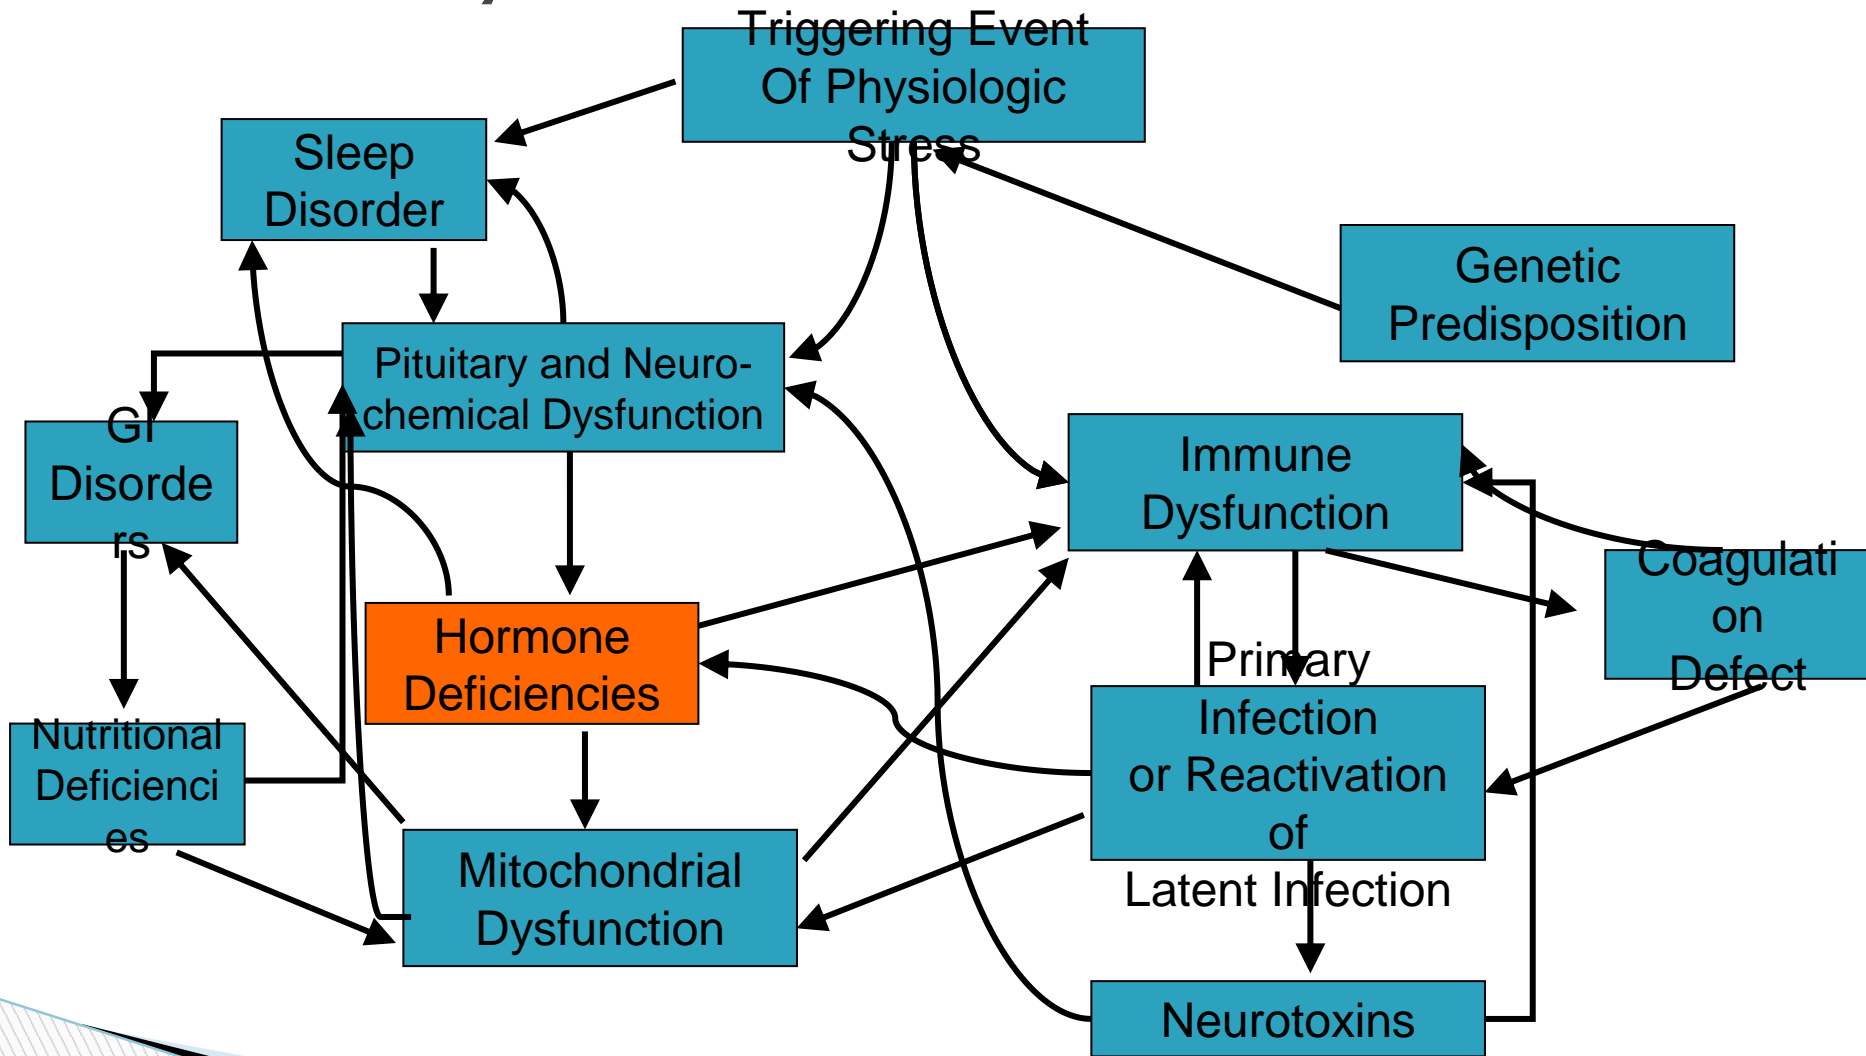 Triggering Event
Of Physiologic
Stress
Sleep
Disorder
Genetic
Predisposition
Pituitary and Neuro-
chemical Dysfunction
GI
Disorde
rs
Immune
Dysfunction
Coagulati
on
Defect
Hormone
Deficiencies
Primary
Infection
or Reactivation
of
Latent Infection
Nutritional
Deficienci
es
Mitochondrial
Dysfunction
Neurotoxins